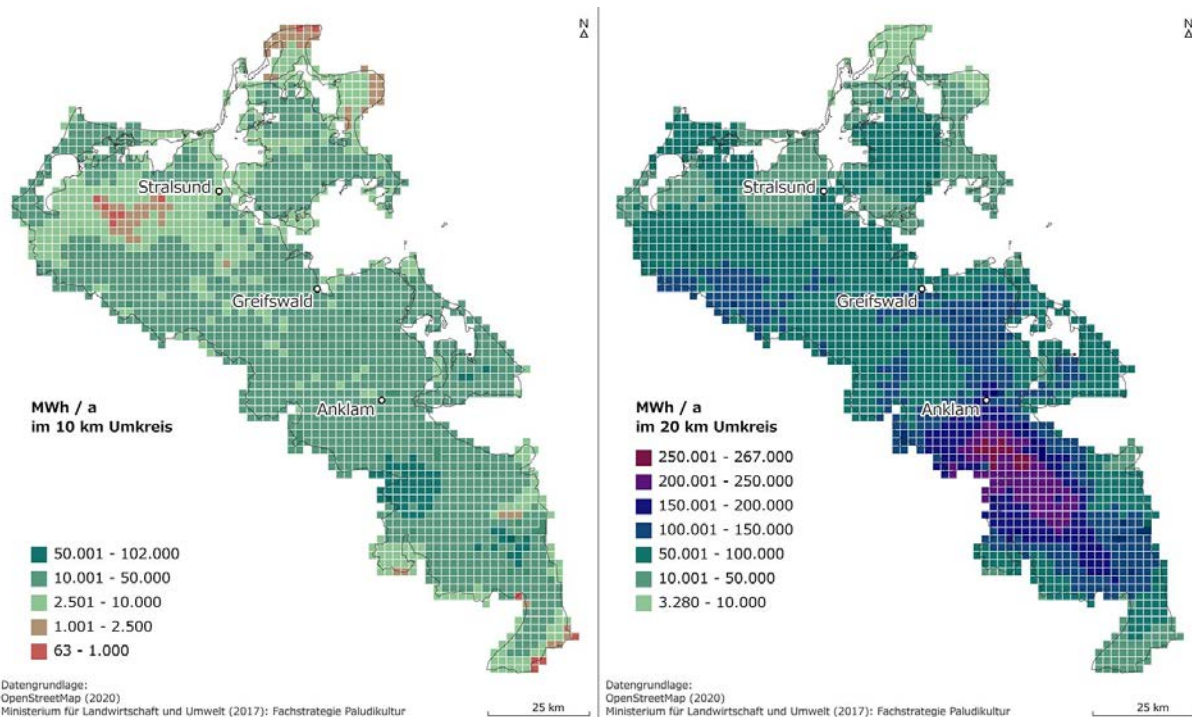 N
Stralsund
Greifswald
Anklam
MWh / a
im 10 km Umkreis
50.001 - 102.000
10.001 - 50.000
2.501 - 10.000
1.001 - 2.500
63 - 1.000
Datengrundlage:
OpenStreetMap (2020)
Ministerium für Landwirtschaft und Umwelt (2017): Fachstrategie Paludikultur
25 km
N
Stralsund
Greifswald
Anklam
MWh / a
im 20 km Umkreis
250.001 - 267.000
200.001 - 250.000
150.001 - 200.000
100.001 - 150.000
50.001 - 100.000
10.001 - 50.000
3.280 - 10.000
Datengrundlage:
OpenStreetMap (2020)
Ministerium für Landwirtschaft und Umwelt (2017): Fachstrategie Paludikultur
25 km